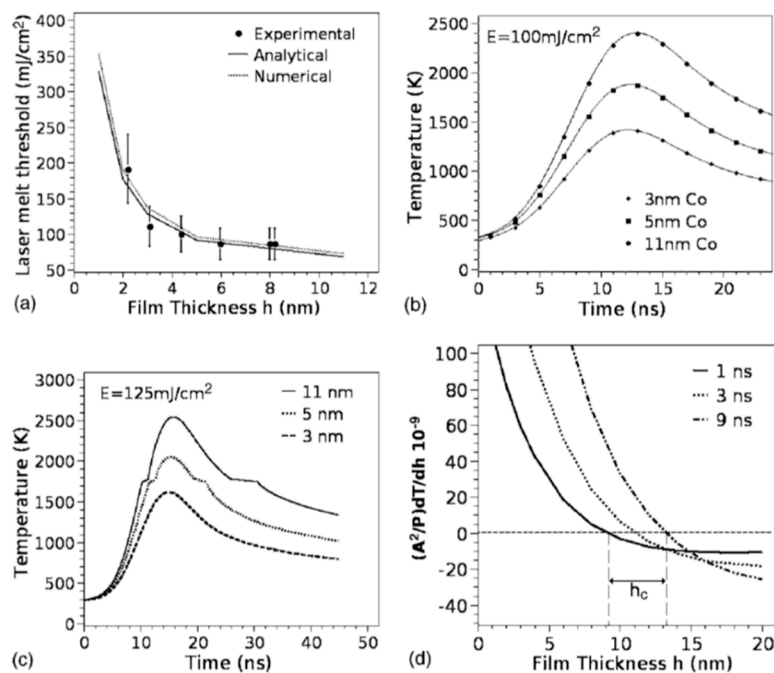 Laser melt threshold (mJ/cm²)
400
350
300
250
200
150
100
50
Experimental
Analytical
Numerical
0 2 4 6 8 10 12
(a)
Film Thickness h (nm)
Temperature (K)
2500
2000
1500
1000
500
0
E=100mJ/cm²
3nm Co
5nm Co
11nm Co
0 5 10 15 20
(b)
Time (ns)
Temperature (K)
3000
2500
2000
1500
1000
500
0
E=125mJ/cm²
11 nm
5 nm
3 nm
0 10 20 30 40 50
(c)
Time (ns)
(A²/P)dT/dh 10⁻⁹
100
80
60
40
20
0
-20
-40
1 ns
3 ns
9 ns
h_c
0 5 10 15 20
Film Thickness h (nm)
(d)